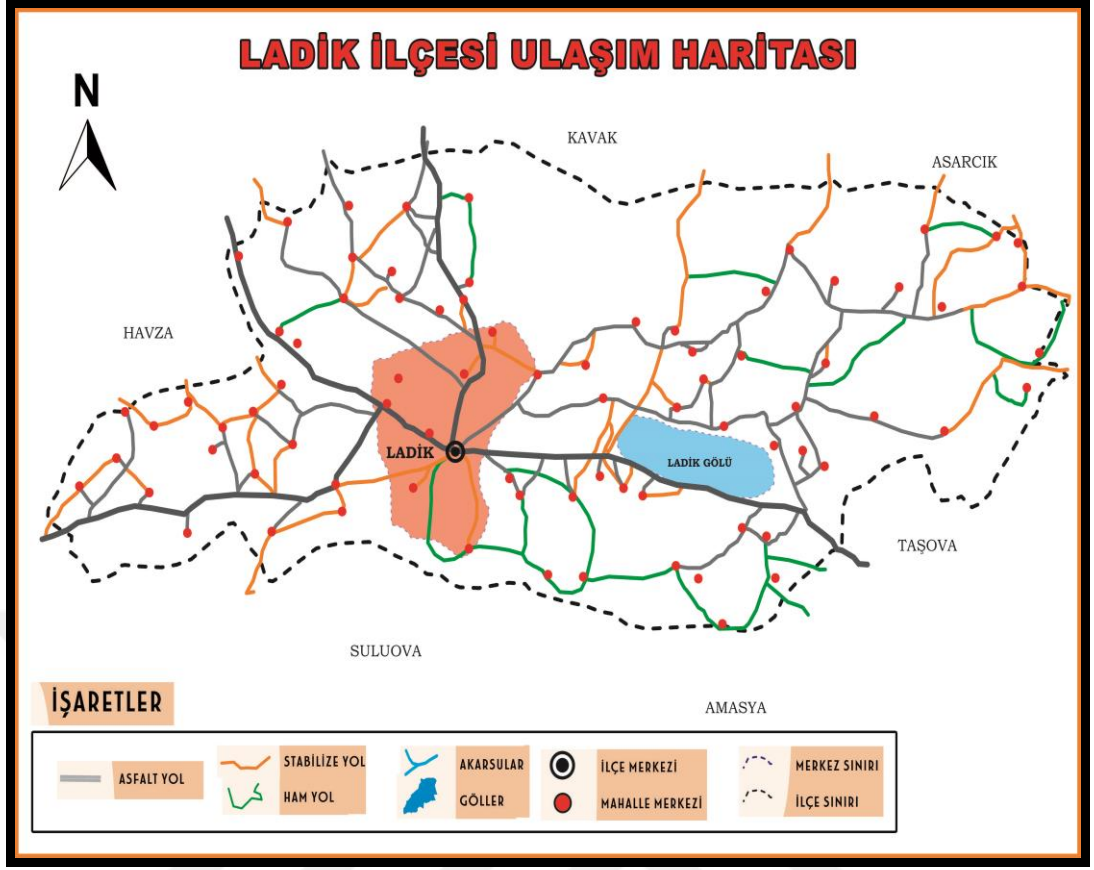 LADİK İLÇESİ ULAŞIM HARİTASI
N
KAVAK
ASARCIK
HAVZA
LADİK
LADİK GÖLÜ
TAŞOVA
SULUOVA
AMASYA
İŞARETLER
ASFALT YOL
STABİLİZE YOL
HAM YOL
AKARSULAR
GÖLLER
İLÇE MERKEZİ
MAHALLE MERKEZİ
MERKEZ SINIRI
İLÇE SINIRI